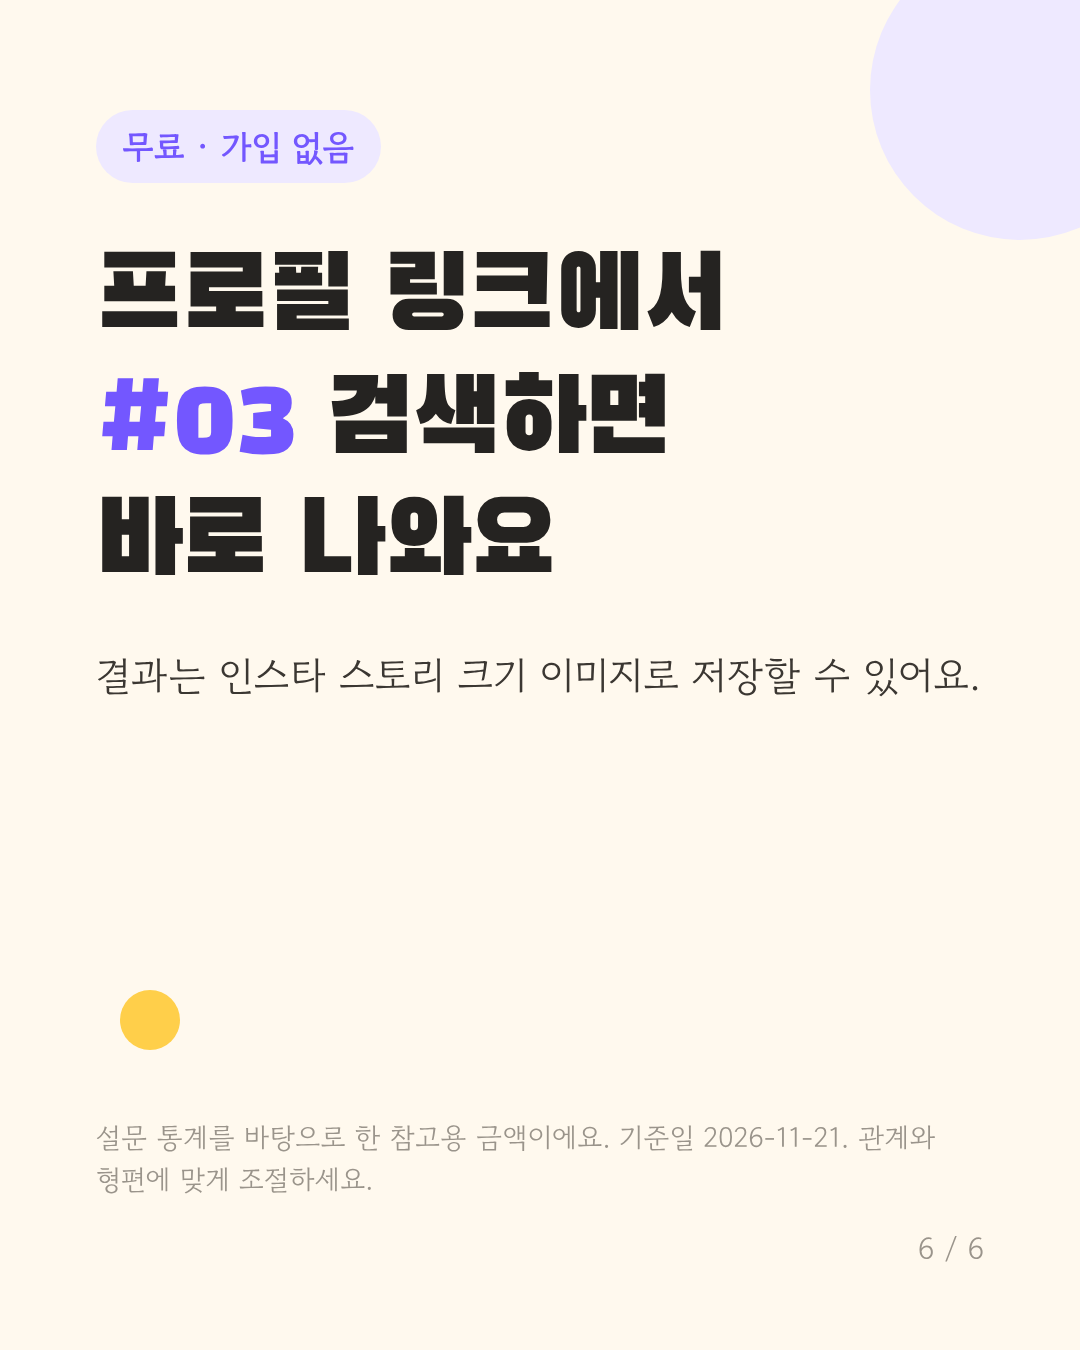 무료 · 가입 없음
프로필 링크에서
#03 검색하면
바로 나와요
결과는 인스타 스토리 크기 이미지로 저장할 수 있어요.
설문 통계를 바탕으로 한 참고용 금액이에요. 기준일 2026-11-21. 관계와
형편에 맞게 조절하세요.
6 / 6